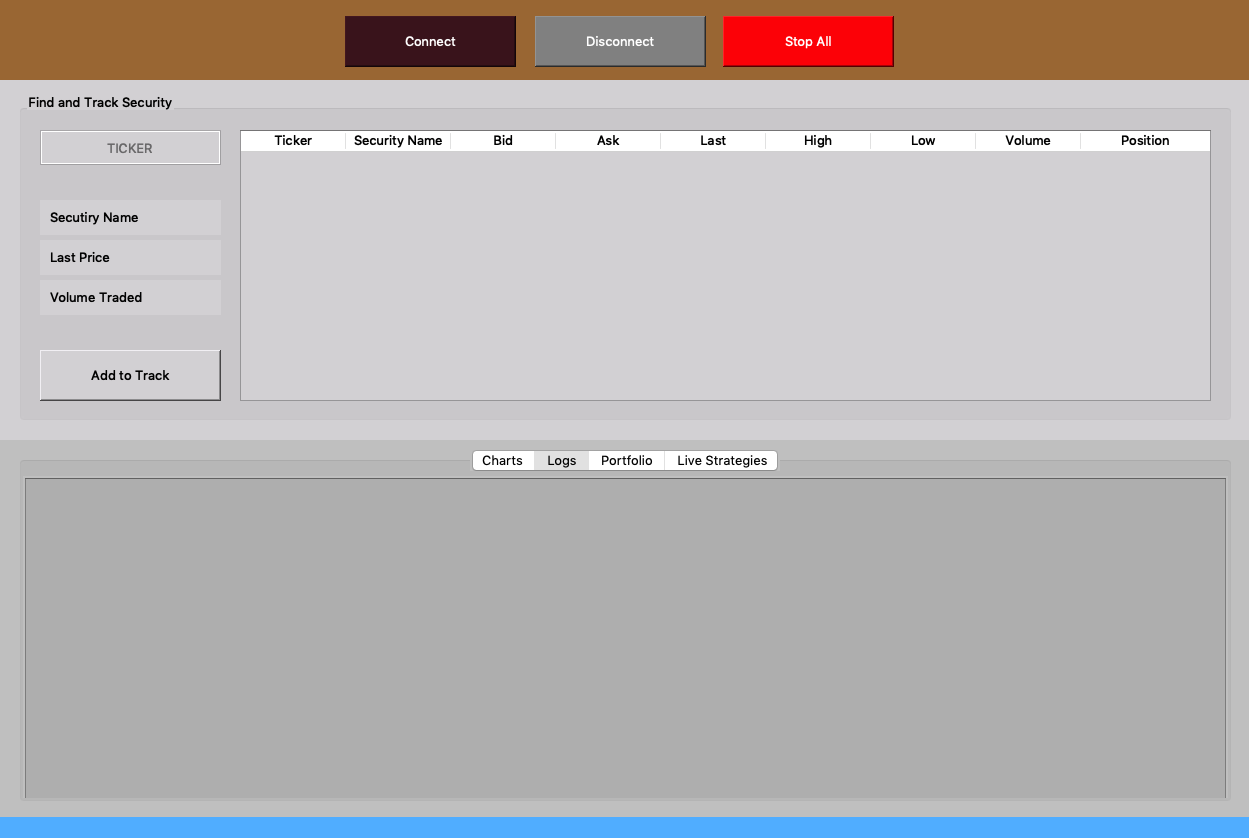 Connect Disconnect Stop All
Find and Track Security
TICKER
Ticker Security Name Bid Ask Last High Low Volume Position
Secutiry Name
Last Price
Volume Traded
Add to Track
Charts Logs Portfolio Live Strategies